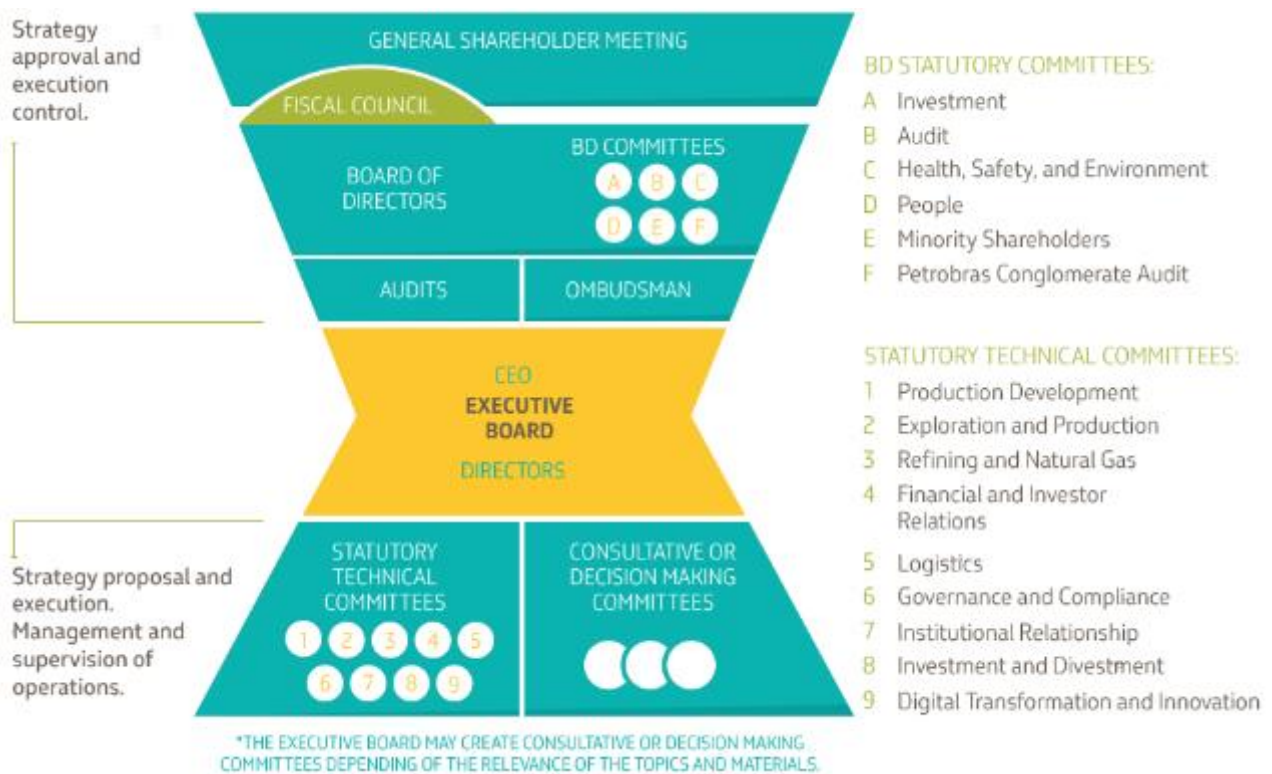 Strategy
approval and
execution
control.
GENERAL SHAREHOLDER MEETING
FISCAL COUNCIL
BOARD OF
DIRECTORS
BD COMMITTEES
A B C
D E F
AUDITS
OMBUDSMAN
CEO
EXECUTIVE
BOARD
DIRECTORS
Strategy proposal and
execution.
Management and
supervision of
operations.
STATUTORY
TECHNICAL
COMMITTEES
1 2 3 4 5
6 7 8 9
CONSULTATIVE OR
DECISION MAKING
COMMITTEES
*THE EXECUTIVE BOARD MAY CREATE CONSULTATIVE OR DECISION MAKING
COMMITTEES DEPENDING OF THE RELEVANCE OF THE TOPICS AND MATERIALS.
BD STATUTORY COMMITTEES:
A Investment
B Audit
C Health, Safety, and Environment
D People
E Minority Shareholders
F Petrobras Conglomerate Audit
STATUTORY TECHNICAL COMMITTEES:
1 Production Development
2 Exploration and Production
3 Refining and Natural Gas
4 Financial and Investor
Relations
5 Logistics
6 Governance and Compliance
7 Institutional Relationship
8 Investment and Divestment
9 Digital Transformation and Innovation